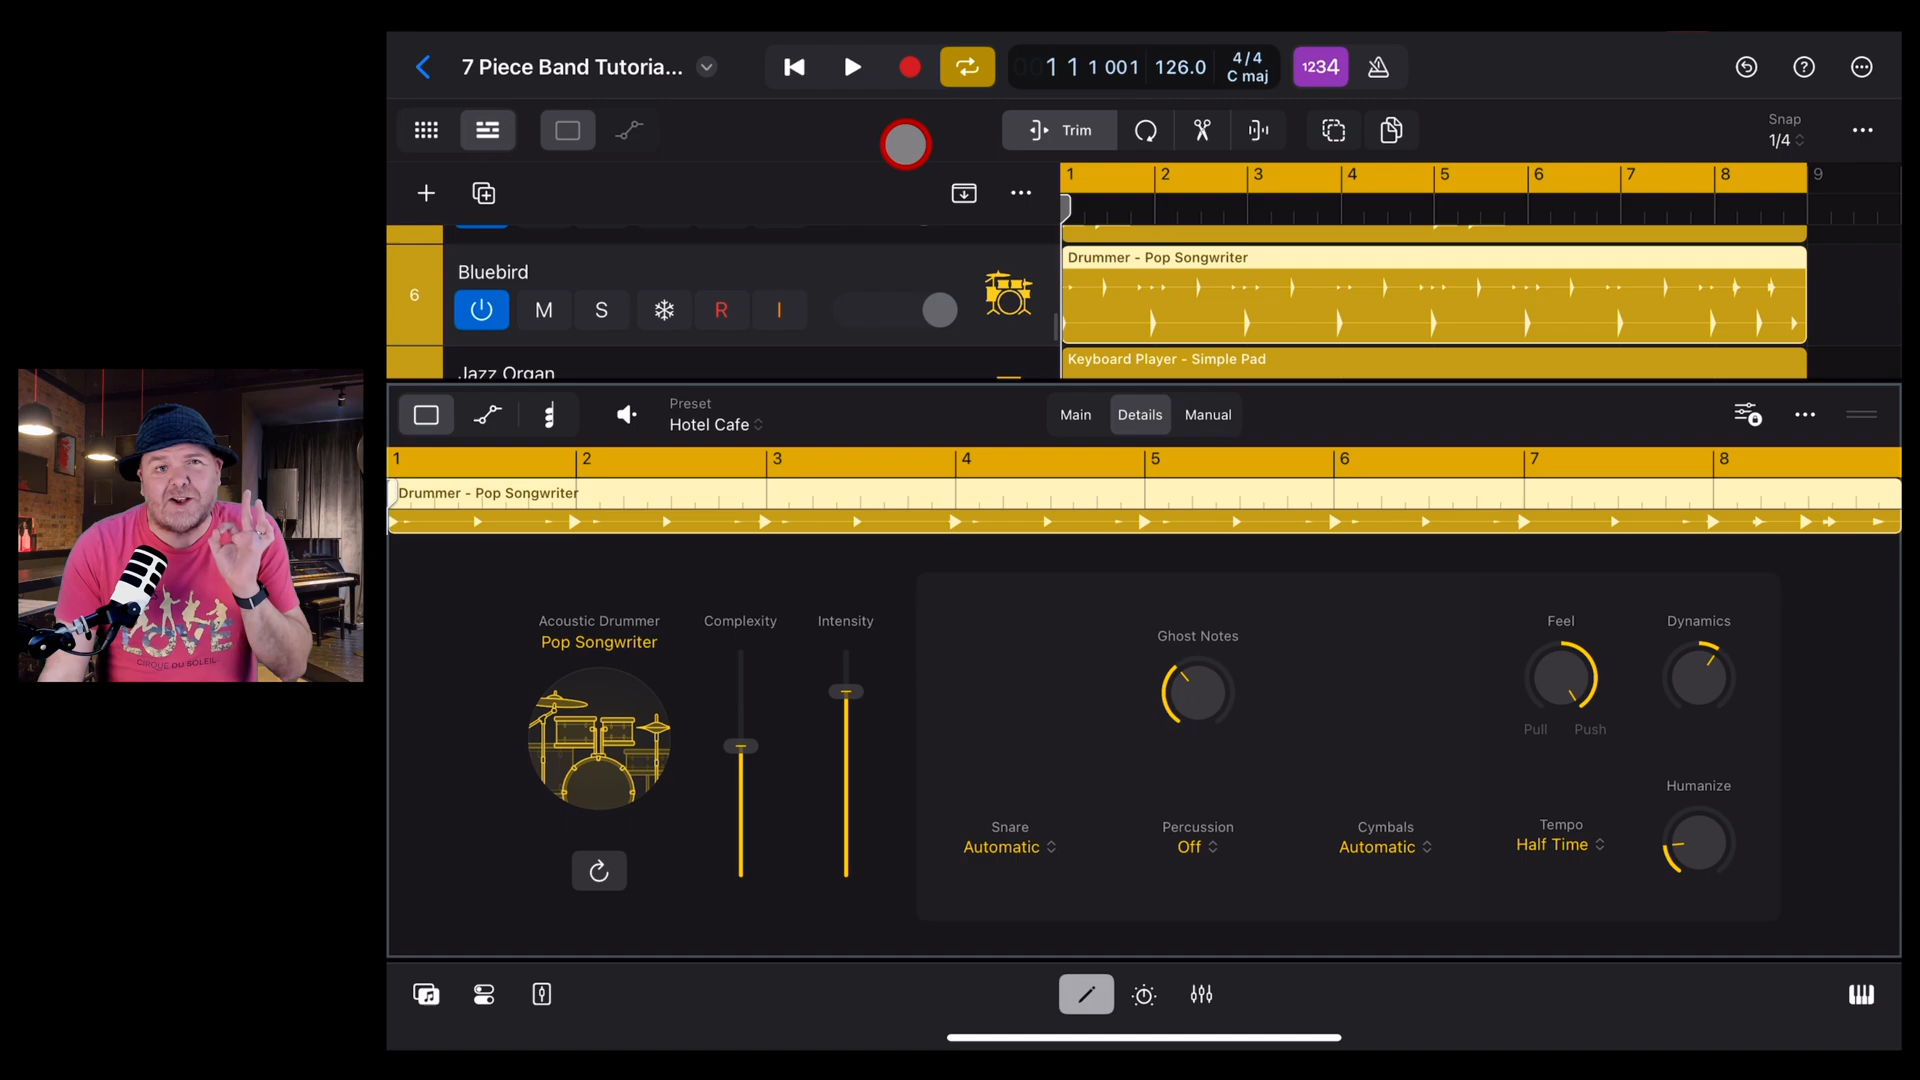 7 Piece Band Tutoria...
1 1 1 001
126.0
4/4
C maj
1234
Trim
Snap
1/4
1 2 3 4 5 6 7 8 9
6
Bluebird
M S R I
Drummer - Pop Songwriter
Jazz Organ
Keyboard Player - Simple Pad
Preset
Hotel Cafe
Main Details Manual
1 2 3 4 5 6 7 8
Drummer - Pop Songwriter
Acoustic Drummer
Pop Songwriter
Complexity
Intensity
Ghost Notes
Feel
Pull Push
Dynamics
Snare
Automatic
Percussion
Off
Cymbals
Automatic
Tempo
Half Time
Humanize
LOVE
CIRQUE DU SOLEIL